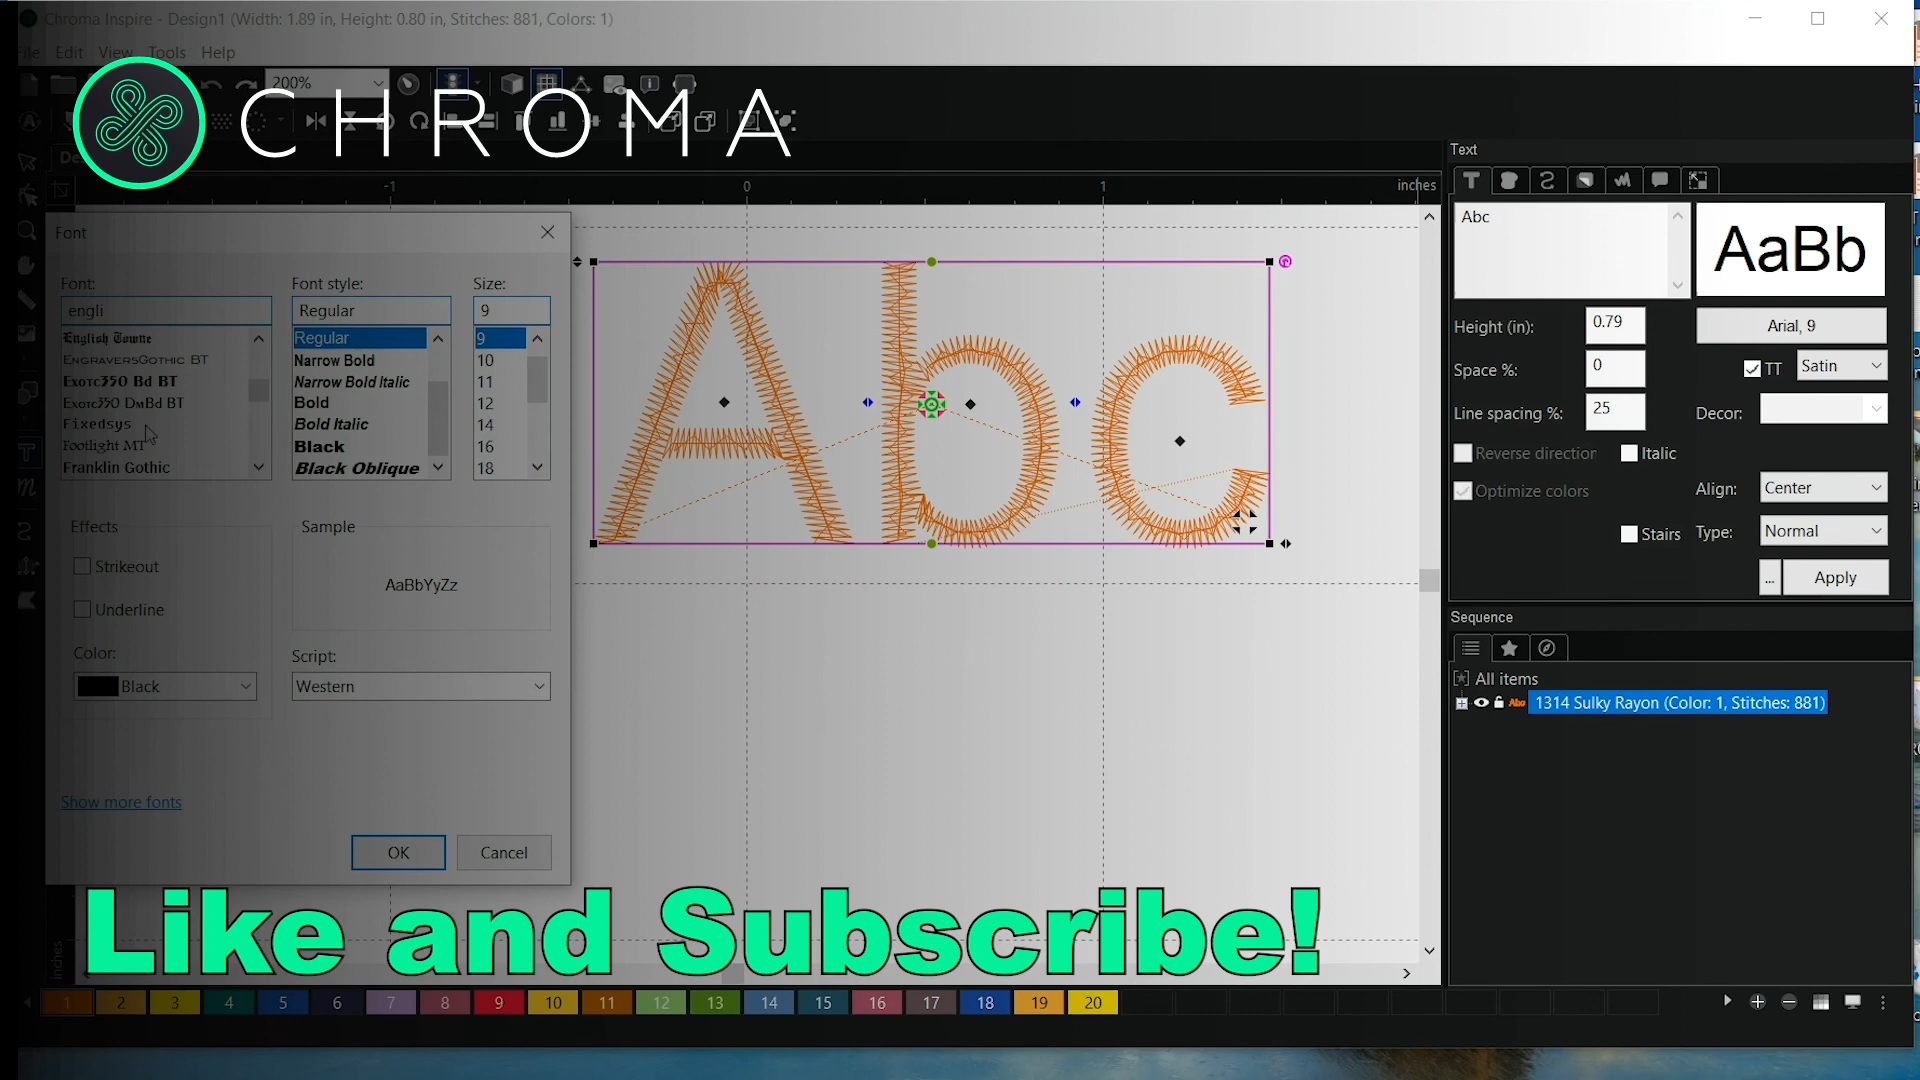 Chroma Inspire - Design1 (Width: 1.89 in, Height: 0.80 in, Stitches: 881, Colors: 1)
Edit View Tools Help
200%
CHROMA
-1 0 1 inches
Font
Font: Font style: Size:
engli Regular 9
English Towne Regular 9
EngraversGothic BT Narrow Bold 10
Exotc350 Bd BT Narrow Bold Italic 11
Exotc350 DmBd BT Bold 12
Fixedsys Bold Italic 14
Footlight MT Black 16
Franklin Gothic Black Oblique 18
Effects Sample
Strikeout
AaBbYyZz
Underline
Color: Script:
Black Western
Show more fonts
OK Cancel
Abc
Text
Abc AaBb
Height (in): 0.79 Arial, 9
Space %: 0 TT Satin
Line spacing %: 25 Decor:
Reverse direction Italic
Optimize colors Align: Center
Stairs Type: Normal
... Apply
Sequence
All items
Abc 1314 Sulky Rayon (Color: 1, Stitches: 881)
inches
Like and Subscribe!
1 2 3 4 5 6 7 8 9 10 11 12 13 14 15 16 17 18 19 20